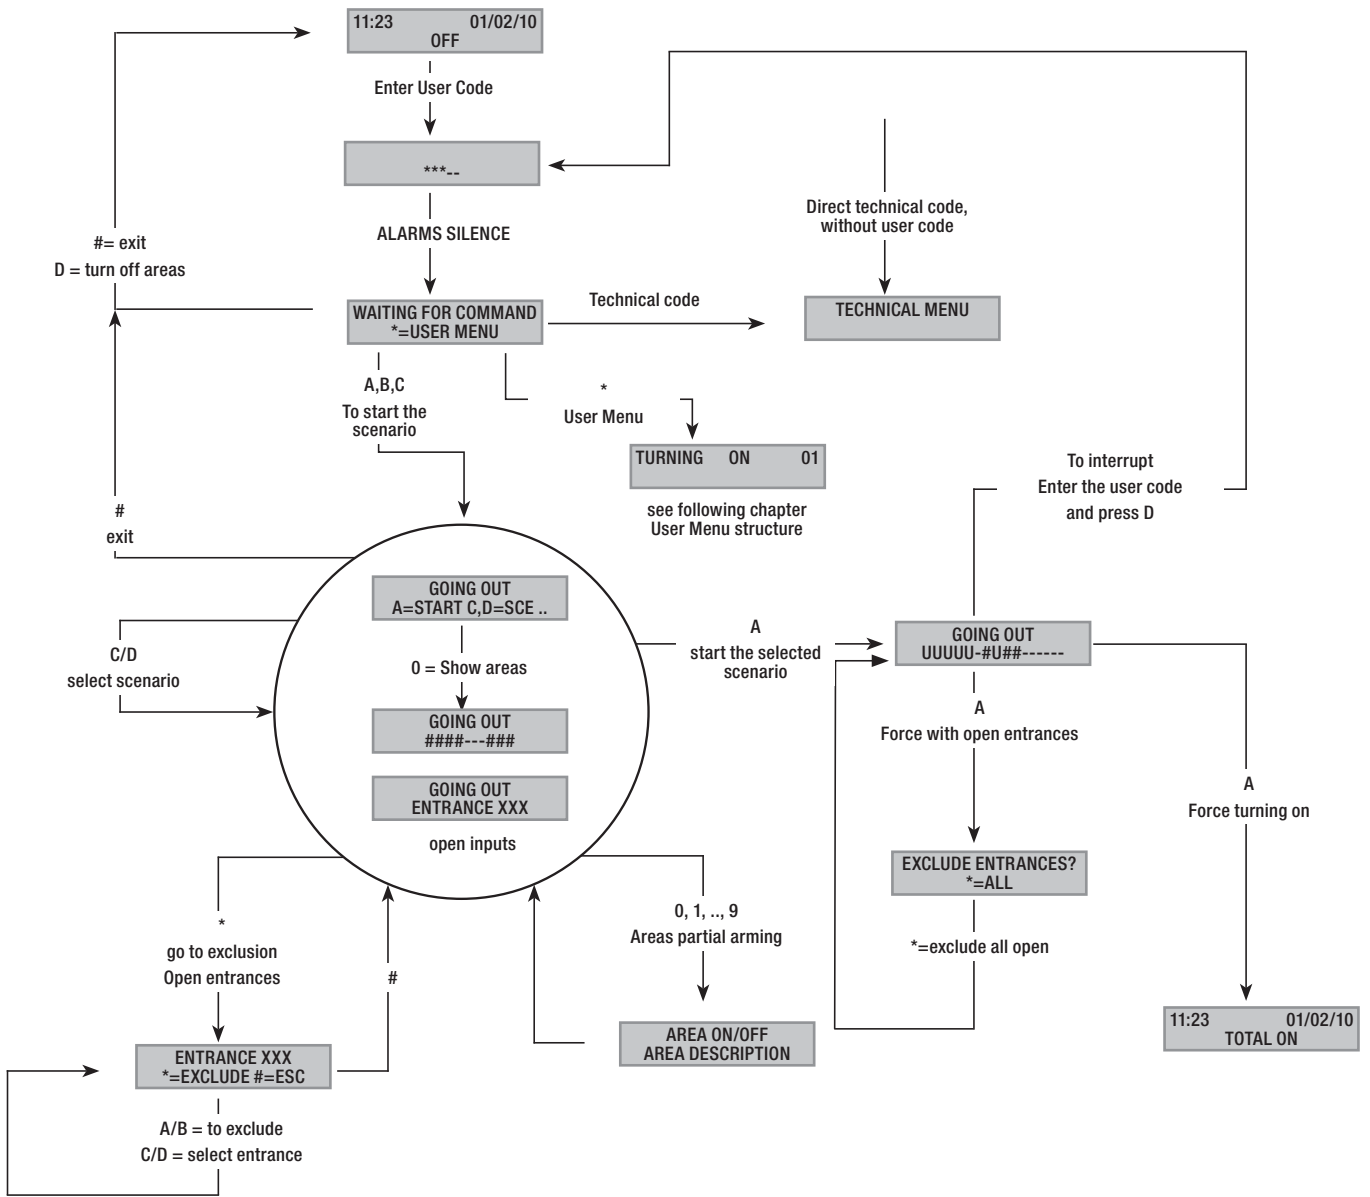 11:23 01/02/10
OFF
Enter User Code
***--
ALARMS SILENCE
#= exit
D = turn off areas
Direct technical code,
without user code
WAITING FOR COMMAND
*=USER MENU
Technical code
TECHNICAL MENU
A,B,C
To start the
scenario
*
User Menu
TURNING ON 01
see following chapter
User Menu structure
To interrupt
Enter the user code
and press D
#
exit
GOING OUT
A=START C,D=SCE ..
0 = Show areas
GOING OUT
####---###
GOING OUT
ENTRANCE XXX
open inputs
C/D
select scenario
A
start the selected
scenario
GOING OUT
UUUUU-#U##------
A
Force with open entrances
A
Force turning on
EXCLUDE ENTRANCES?
*=ALL
*=exclude all open
11:23 01/02/10
TOTAL ON
*
go to exclusion
Open entrances
#
0, 1, .., 9
Areas partial arming
AREA ON/OFF
AREA DESCRIPTION
ENTRANCE XXX
*=EXCLUDE #=ESC
A/B = to exclude
C/D = select entrance